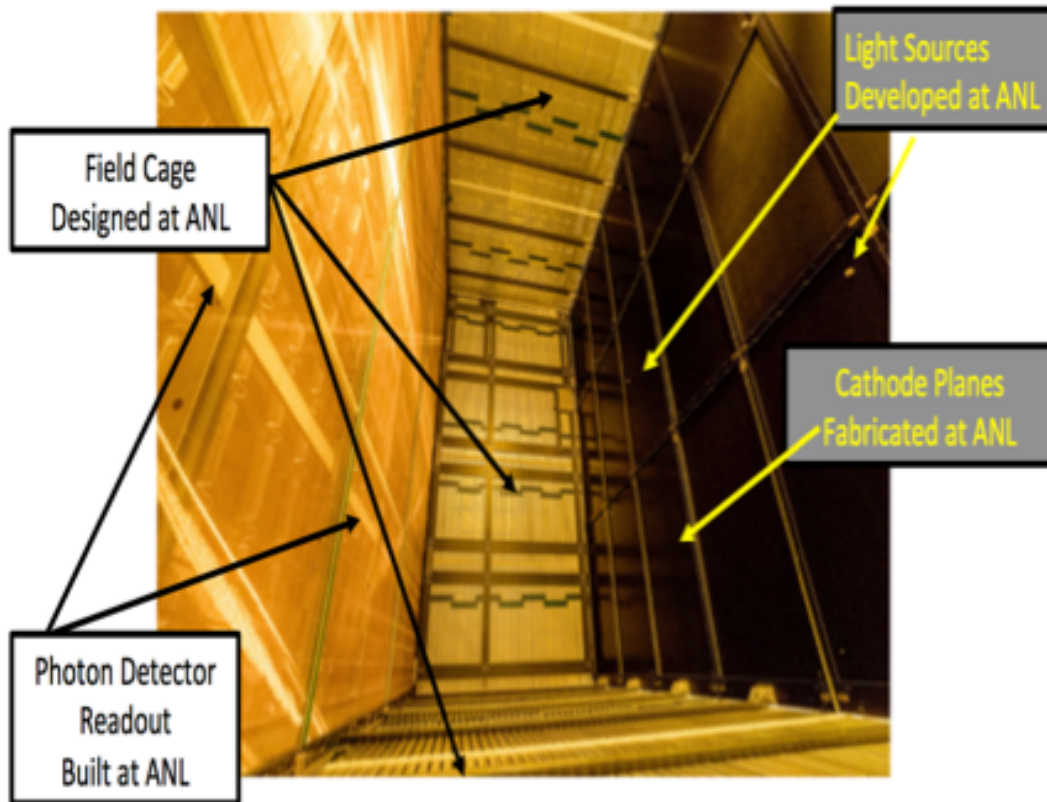 Light Sources
Developed at ANL
Field Cage
Designed at ANL
Cathode Planes
Fabricated at ANL
Photon Detector
Readout
Built at ANL